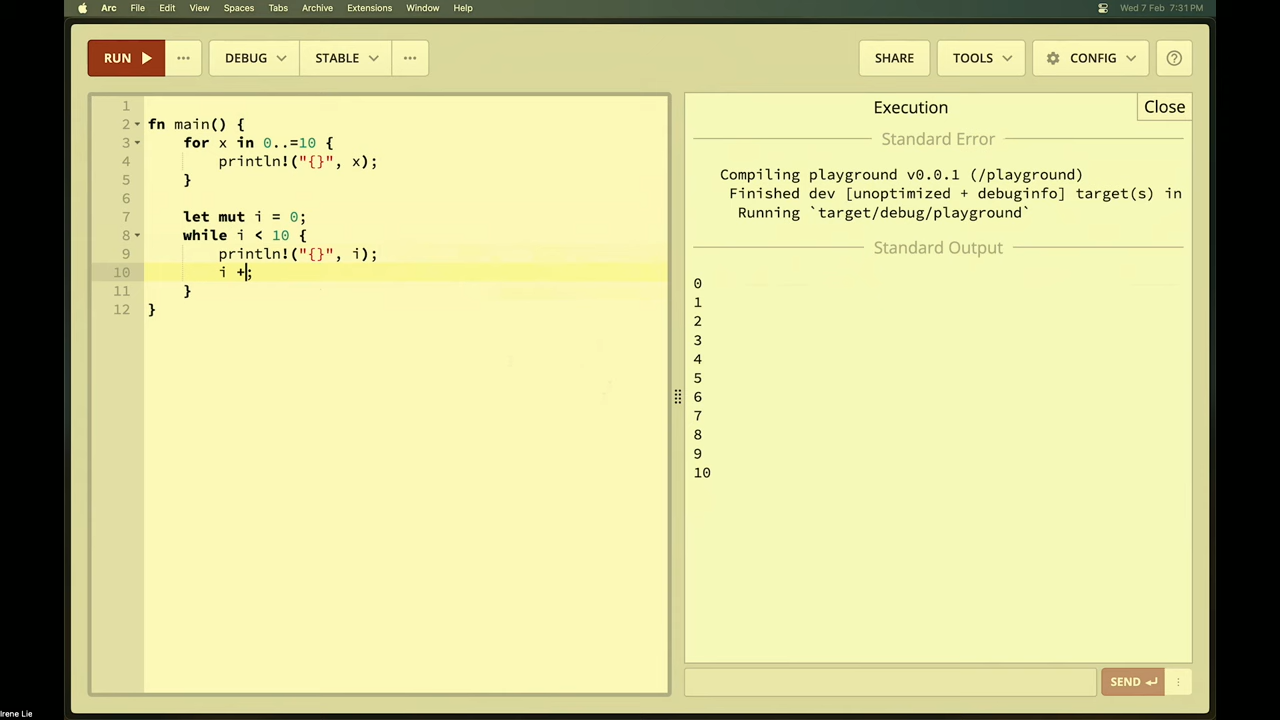 Arc File Edit View Spaces Tabs Archive Extensions Window Help Wed 7 Feb 7:31 PM
RUN ··· DEBUG STABLE ··· SHARE TOOLS CONFIG ?
1
2 fn main() {
3 for x in 0..=10 {
4 println!("{}", x);
5 }
6
7 let mut i = 0;
8 while i < 10 {
9 println!("{}", i);
10 i +;
11 }
12 }
Execution
Close
Standard Error
Compiling playground v0.0.1 (/playground)
Finished dev [unoptimized + debuginfo] target(s) in
Running `target/debug/playground`
Standard Output
0
1
2
3
4
5
6
7
8
9
10
SEND
Irene Lie